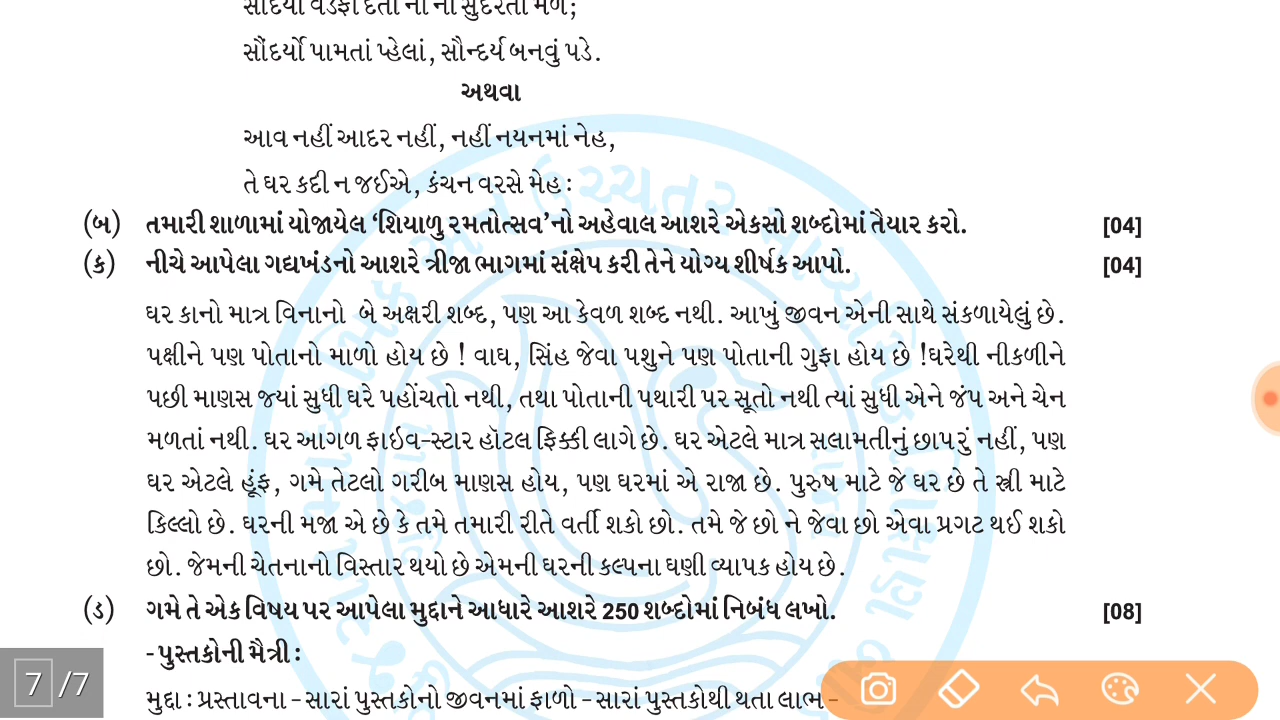 સૌંદર્યો પામતાં પ્હેલાં, સૌન્દર્ય બનવું પડે.
અથવા
આવ નહીં આદર નહીં, નહીં નયનમાં નેહ,
તે ઘર કદી ન જઈએ, કંચન વરસે મેહઃ
(બ) તમારી શાળામાં યોજાયેલ ‘શિયાળુ રમતોત્સવ’નો અહેવાલ આશરે એકસો શબ્દોમાં તૈયાર કરો. [04]
(ક) નીચે આપેલા ગદ્યખંડનો આશરે ત્રીજા ભાગમાં સંક્ષેપ કરી તેને યોગ્ય શીર્ષક આપો. [04]
ઘર કાનો માત્ર વિનાનો બે અક્ષરી શબ્દ, પણ આ કેવળ શબ્દ નથી. આખું જીવન એની સાથે સંકળાયેલું છે.
પક્ષીને પણ પોતાનો માળો હોય છે ! વાઘ, સિંહ જેવા પશુને પણ પોતાની ગુફા હોય છે !ઘરેથી નીકળીને
પછી માણસ જ્યાં સુધી ઘરે પહોંચતો નથી, તથા પોતાની પથારી પર સૂતો નથી ત્યાં સુધી એને જંપ અને ચેન
મળતાં નથી. ઘર આગળ ફાઈવ-સ્ટાર હૉટલ ફિક્કી લાગે છે. ઘર એટલે માત્ર સલામતીનું છાપરું નહીં, પણ
ઘર એટલે હૂંફ, ગમે તેટલો ગરીબ માણસ હોય, પણ ઘરમાં એ રાજા છે. પુરુષ માટે જે ઘર છે તે સ્ત્રી માટે
કિલ્લો છે. ઘરની મજા એ છે કે તમે તમારી રીતે વર્તી શકો છો. તમે જે છો ને જેવા છો એવા પ્રગટ થઈ શકો
છો. જેમની ચેતનાનો વિસ્તાર થયો છે એમની ઘરની કલ્પના ઘણી વ્યાપક હોય છે.
(ડ) ગમે તે એક વિષય પર આપેલા મુદ્દાને આધારે આશરે 250 શબ્દોમાં નિબંધ લખો. [08]
- પુસ્તકોની મૈત્રી :
મુદ્દા : પ્રસ્તાવના - સારાં પુસ્તકોનો જીવનમાં ફાળો - સારાં પુસ્તકોથી થતા લાભ -
7 /7